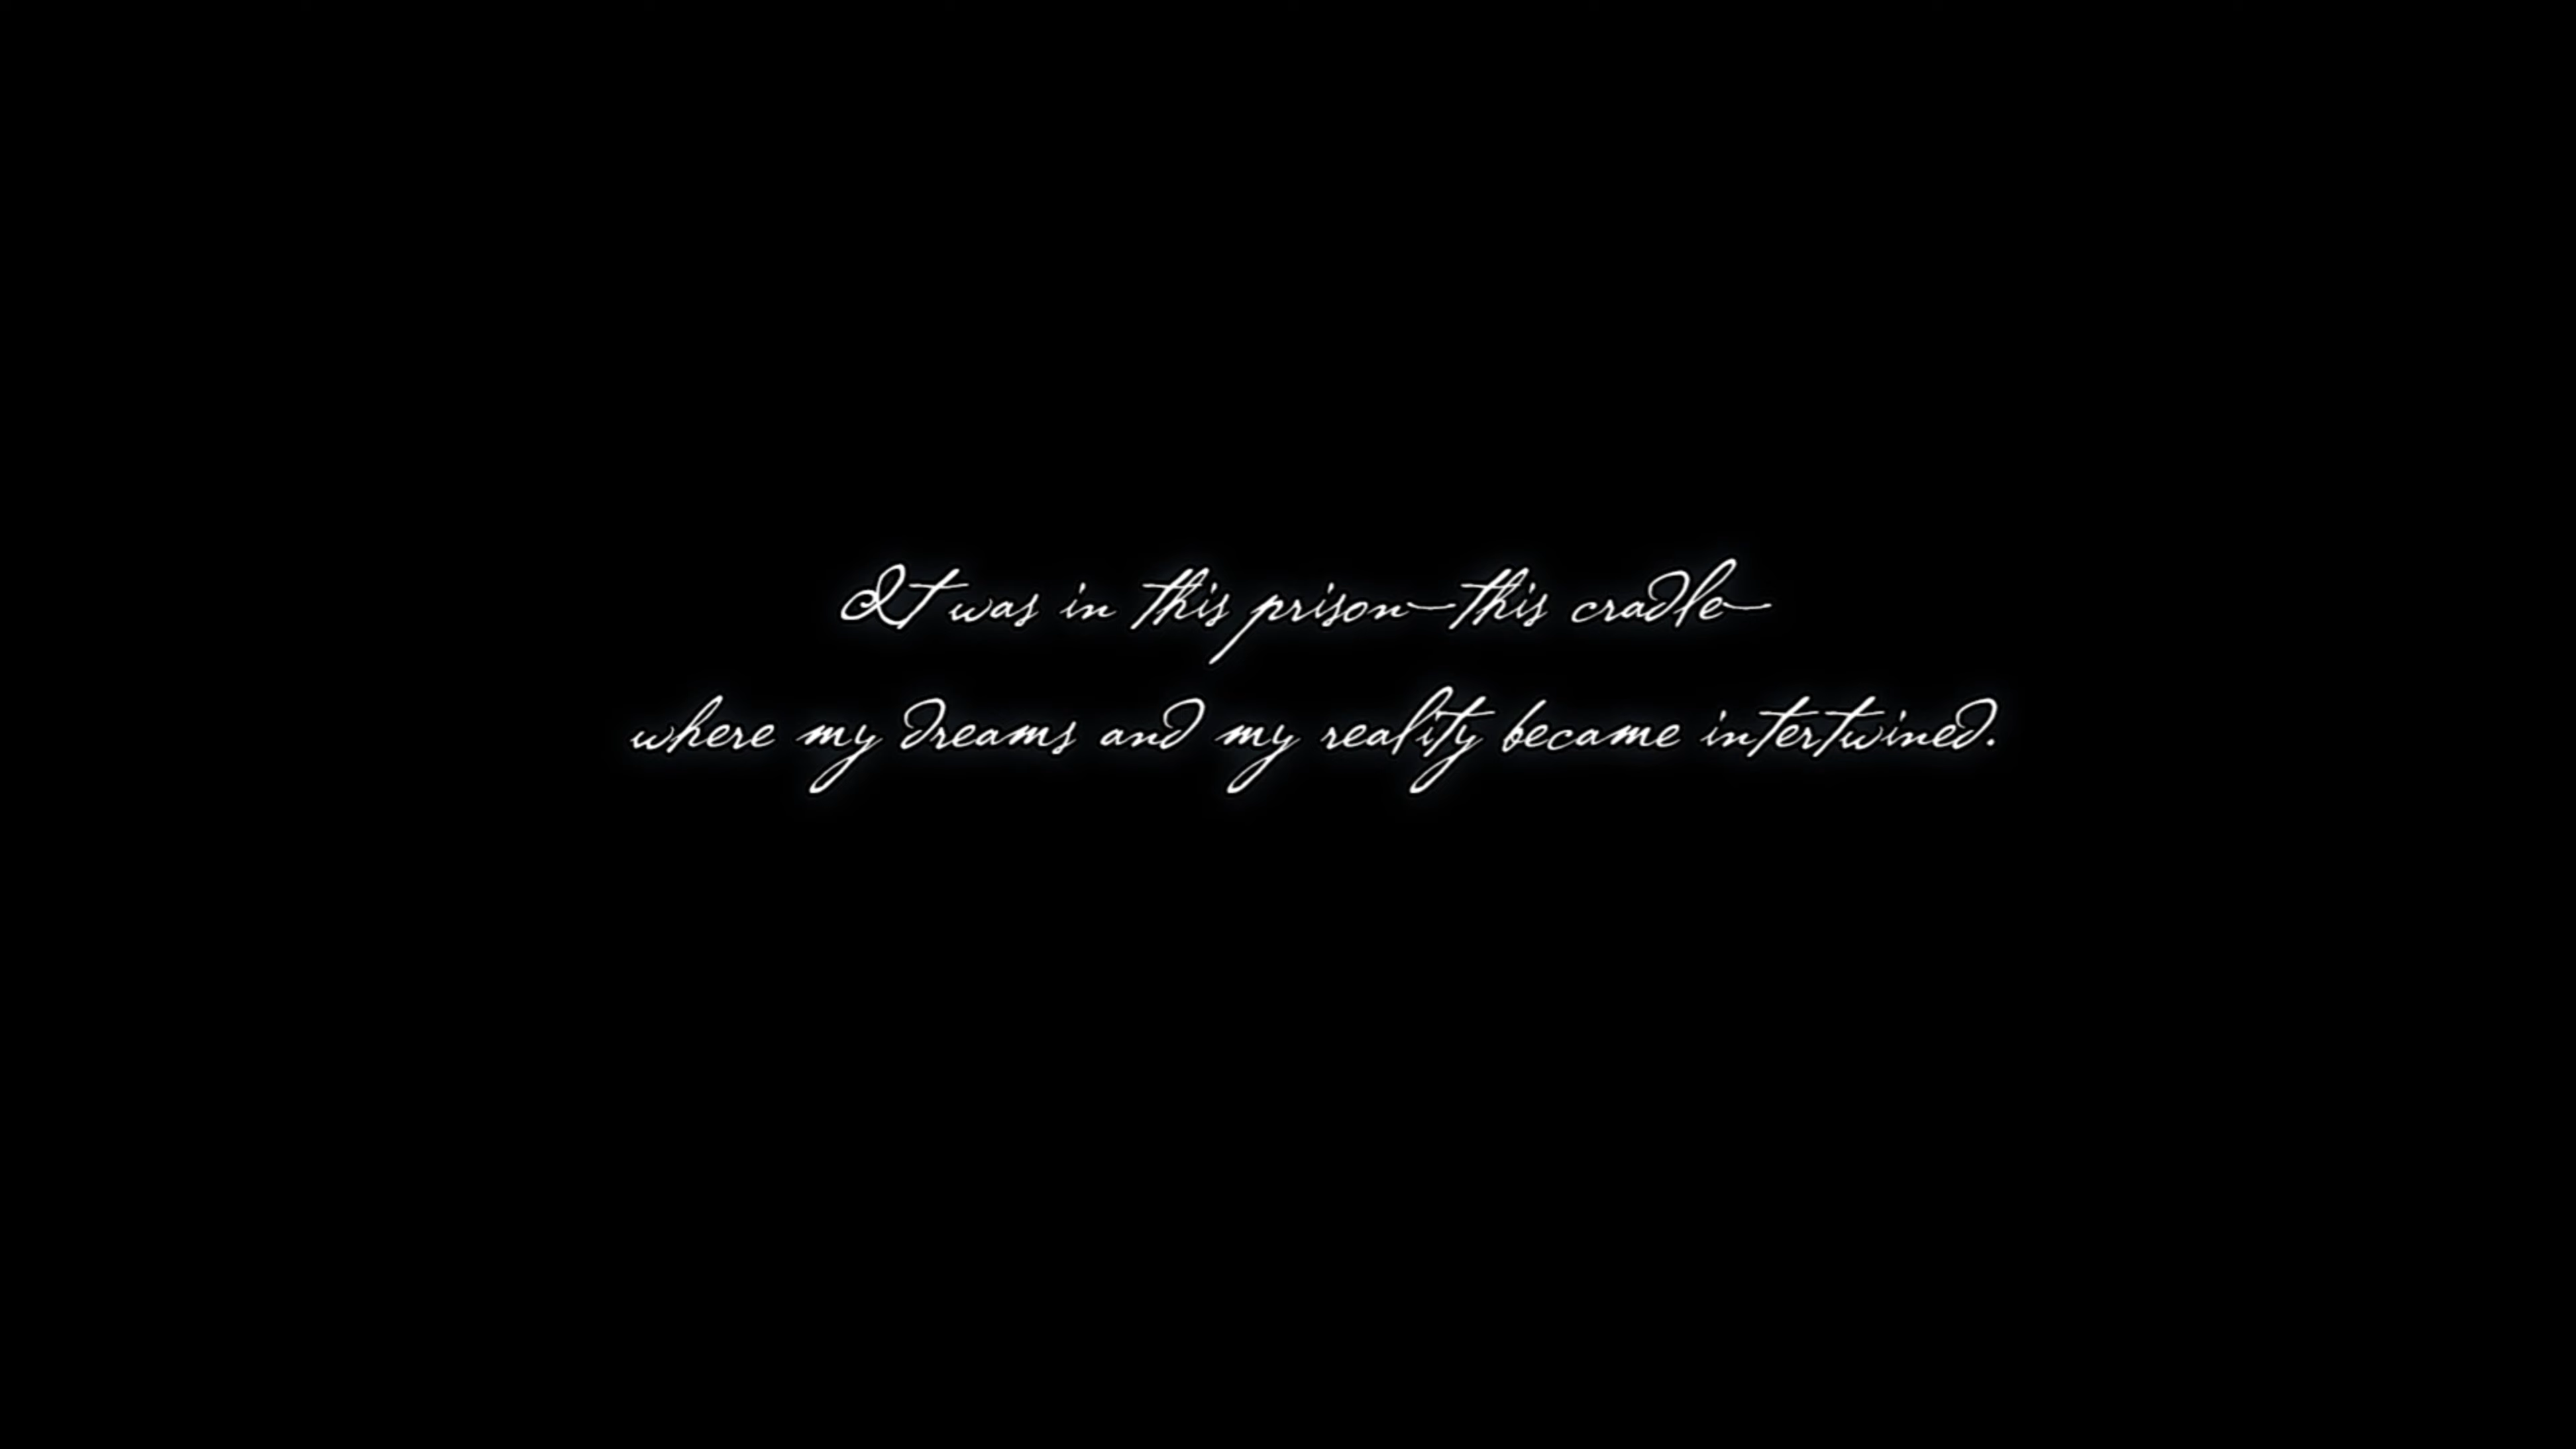 It was in this prison—this cradle—
where my dreams and my reality became intertwined.